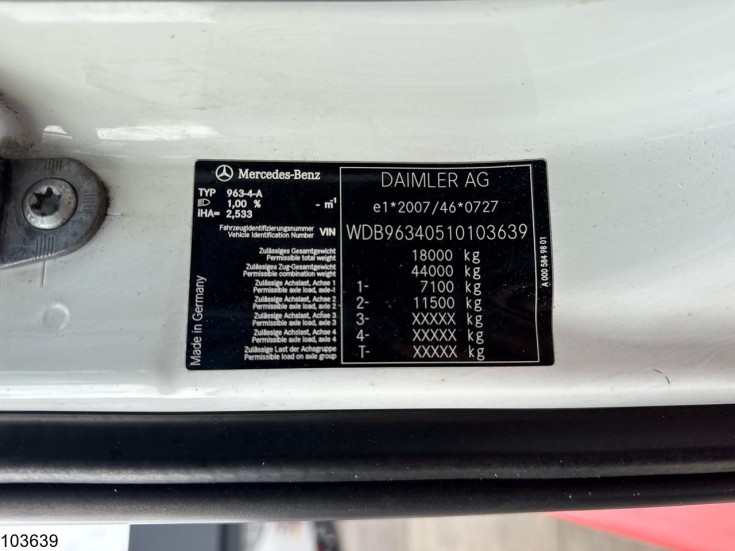 Mercedes-Benz
TYP 963-4-A
1,00 % - m⁻¹
iHA= 2,533
Fahrzeugidentifizierungsnummer
Vehicle Identification Number VIN
Zulässiges Gesamtgewicht
Permissible total weight
Zulässiges Zug-Gesamtgewicht
Permissible combination weight
Zulässige Achslast, Achse 1
Permissible axle load, axle-1
Zulässige Achslast, Achse 2
Permissible axle load, axle 2
Zulässige Achslast, Achse 3
Permissible axle load, axle 3
Zulässige Achslast, Achse 4
Permissible axle load, axle 4
Zulässige Last der Achsgruppe
Permissible load on axle group
Made in Germany
DAIMLER AG
e1*2007/46*0727
WDB96340510103639
18000 kg
44000 kg
1- 7100 kg
2- 11500 kg
3- XXXXX kg
4- XXXXX kg
T- XXXXX kg
A 000 584 98 01
103639